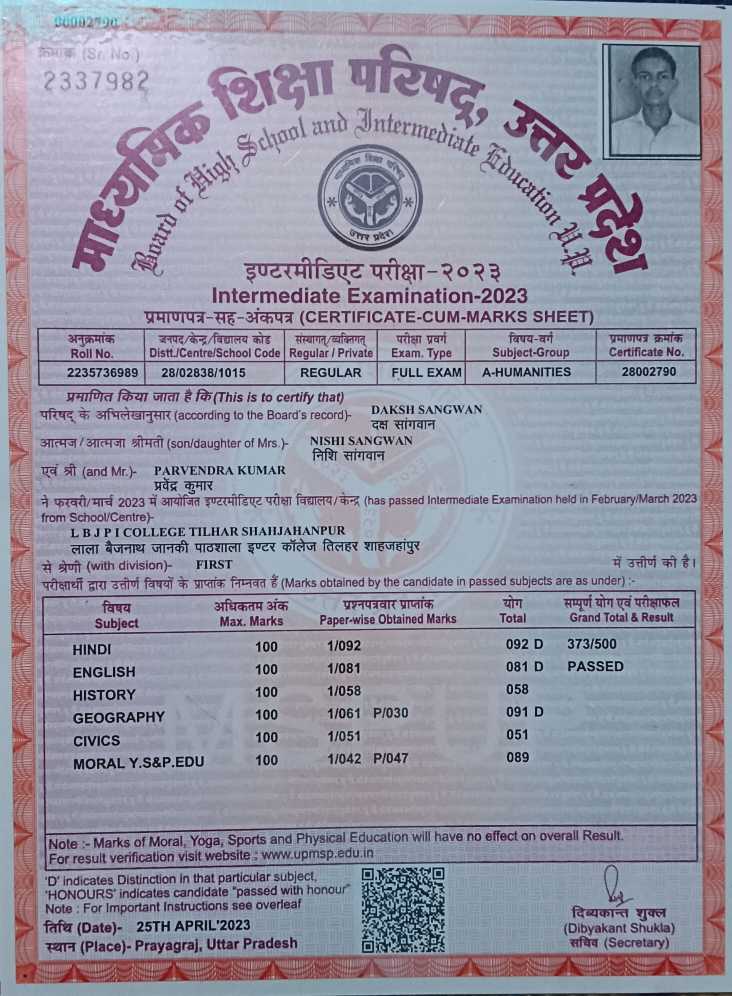 00002790
क्रमांक (Sr. No.)
2337982
माध्यमिक शिक्षा परिषद्, उत्तर प्रदेश
Board of High School and Intermediate Education U.P.
माध्यमिक शिक्षा परिषद्
उत्तर प्रदेश
इण्टरमीडिएट परीक्षा-२०२३
Intermediate Examination-2023
प्रमाणपत्र-सह-अंकपत्र (CERTIFICATE-CUM-MARKS SHEET)
अनुक्रमांक जनपद/केन्द्र/विद्यालय कोड संस्थागत्/व्यक्तिगत् परीक्षा प्रवर्ग विषय-वर्ग प्रमाणपत्र क्रमांक
Roll No. Distt./Centre/School Code Regular / Private Exam. Type Subject-Group Certificate No.
2235736989 28/02838/1015 REGULAR FULL EXAM A-HUMANITIES 28002790
प्रमाणित किया जाता है कि (This is to certify that)
परिषद् के अभिलेखानुसार (according to the Board's record)- DAKSH SANGWAN
दक्ष सांगवान
आत्मज/आत्मजा श्रीमती (son/daughter of Mrs.)- NISHI SANGWAN
निशि सांगवान
एवं श्री (and Mr.)- PARVENDRA KUMAR
प्रवेंद्र कुमार
ने फरवरी/मार्च 2023 में आयोजित इण्टरमीडिएट परीक्षा विद्यालय/केन्द्र (has passed Intermediate Examination held in February/March 2023
from School/Centre)-
L B J P I COLLEGE TILHAR SHAHJAHANPUR
लाला बैजनाथ जानकी पाठशाला इण्टर कॉलेज तिलहर शाहजहांपुर
से श्रेणी (with division)- FIRST में उत्तीर्ण की है।
परीक्षार्थी द्वारा उत्तीर्ण विषयों के प्राप्तांक निम्नवत हैं (Marks obtained by the candidate in passed subjects are as under) :-
विषय अधिकतम अंक प्रश्नपत्रवार प्राप्तांक योग सम्पूर्ण योग एवं परीक्षाफल
Subject Max. Marks Paper-wise Obtained Marks Total Grand Total & Result
HINDI 100 1/092 092 D 373/500
ENGLISH 100 1/081 081 D PASSED
HISTORY 100 1/058 058
GEOGRAPHY 100 1/061 P/030 091 D
CIVICS 100 1/051 051
MORAL Y.S&P.EDU 100 1/042 P/047 089
Note :- Marks of Moral, Yoga, Sports and Physical Education will have no effect on overall Result.
For result verification visit website : www.upmsp.edu.in
'D' indicates Distinction in that particular subject,
'HONOURS' indicates candidate "passed with honour"
Note : For Important Instructions see overleaf
तिथि (Date)- 25TH APRIL'2023
स्थान (Place)- Prayagraj, Uttar Pradesh
दिब्यकान्त शुक्ल
(Dibyakant Shukla)
सचिव (Secretary)